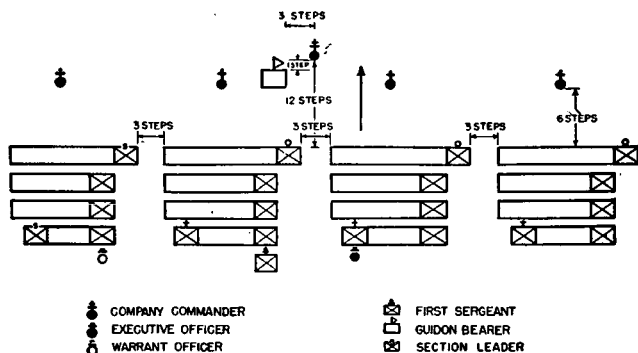 3 STEPS
1 STEP
12 STEPS
3 STEPS
3 STEPS
3 STEPS
6 STEPS
COMPANY COMMANDER
EXECUTIVE OFFICER
WARRANT OFFICER
FIRST SERGEANT
GUIDON BEARER
SECTION LEADER